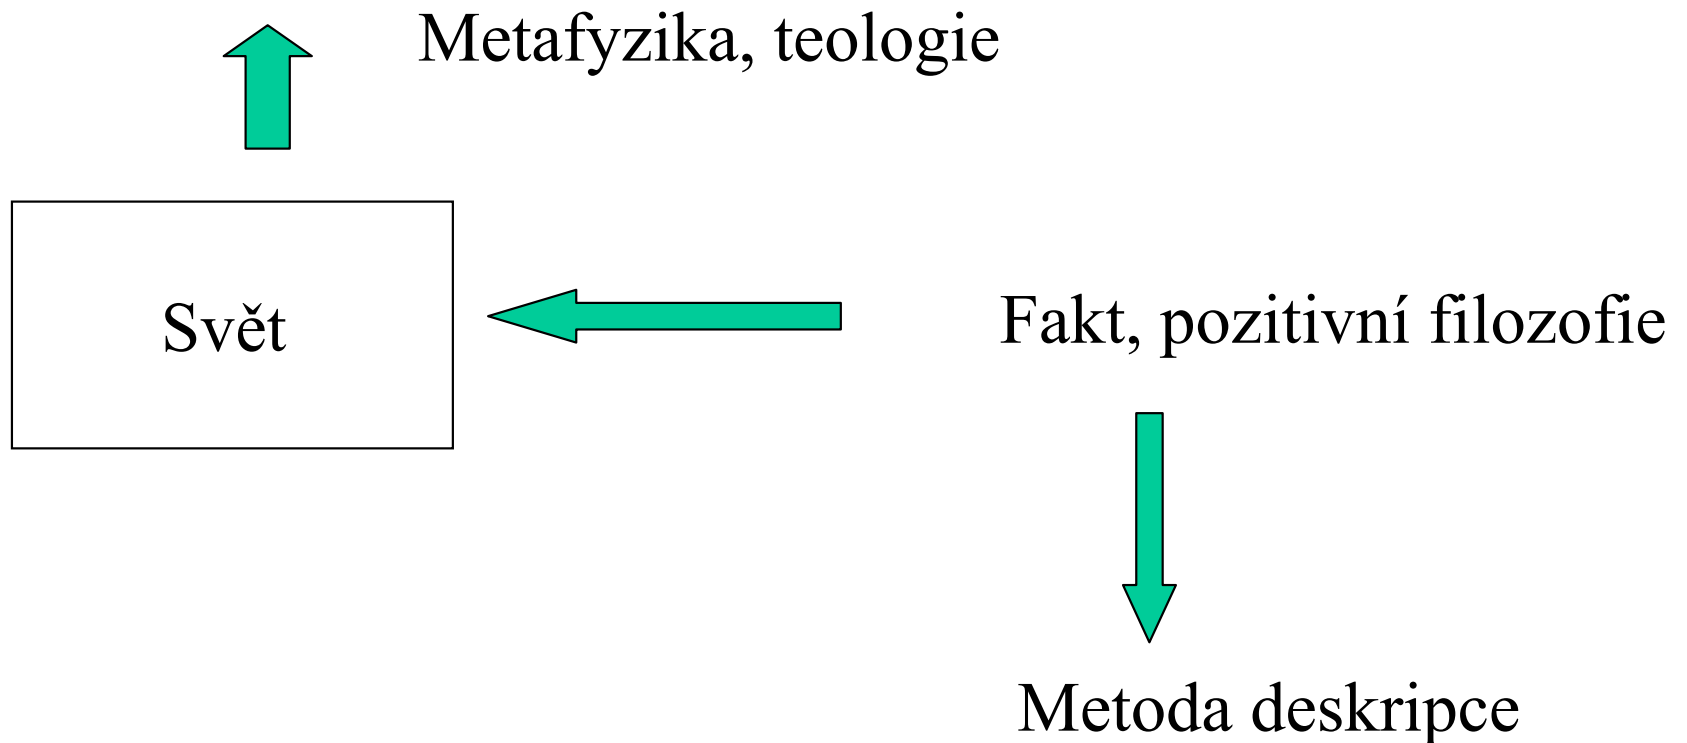 Metafyzika, teologie
Svět
Fakt, pozitivní filozofie
Metoda deskripce